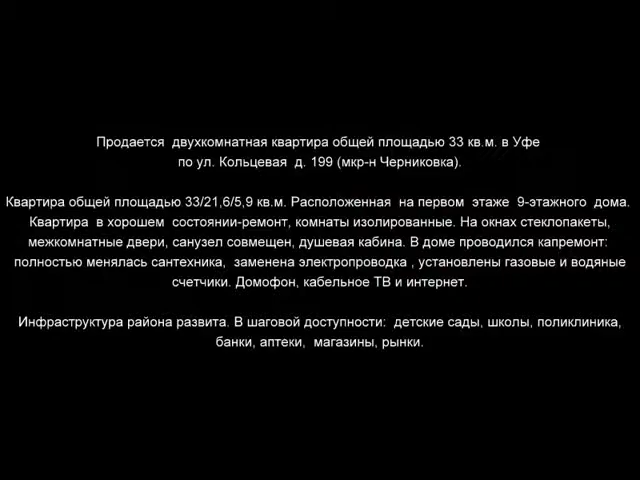 Продается двухкомнатная квартира общей площадью 33 кв.м. в Уфе
по ул. Кольцевая д. 199 (мкр-н Черниковка).
Квартира общей площадью 33/21,6/5,9 кв.м. Расположенная на первом этаже 9-этажного дома.
Квартира в хорошем состоянии-ремонт, комнаты изолированные. На окнах стеклопакеты,
межкомнатные двери, санузел совмещен, душевая кабина. В доме проводился капремонт:
полностью менялась сантехника, заменена электропроводка , установлены газовые и водяные
счетчики. Домофон, кабельное ТВ и интернет.
Инфраструктура района развита. В шаговой доступности: детские сады, школы, поликлиника,
банки, аптеки, магазины, рынки.